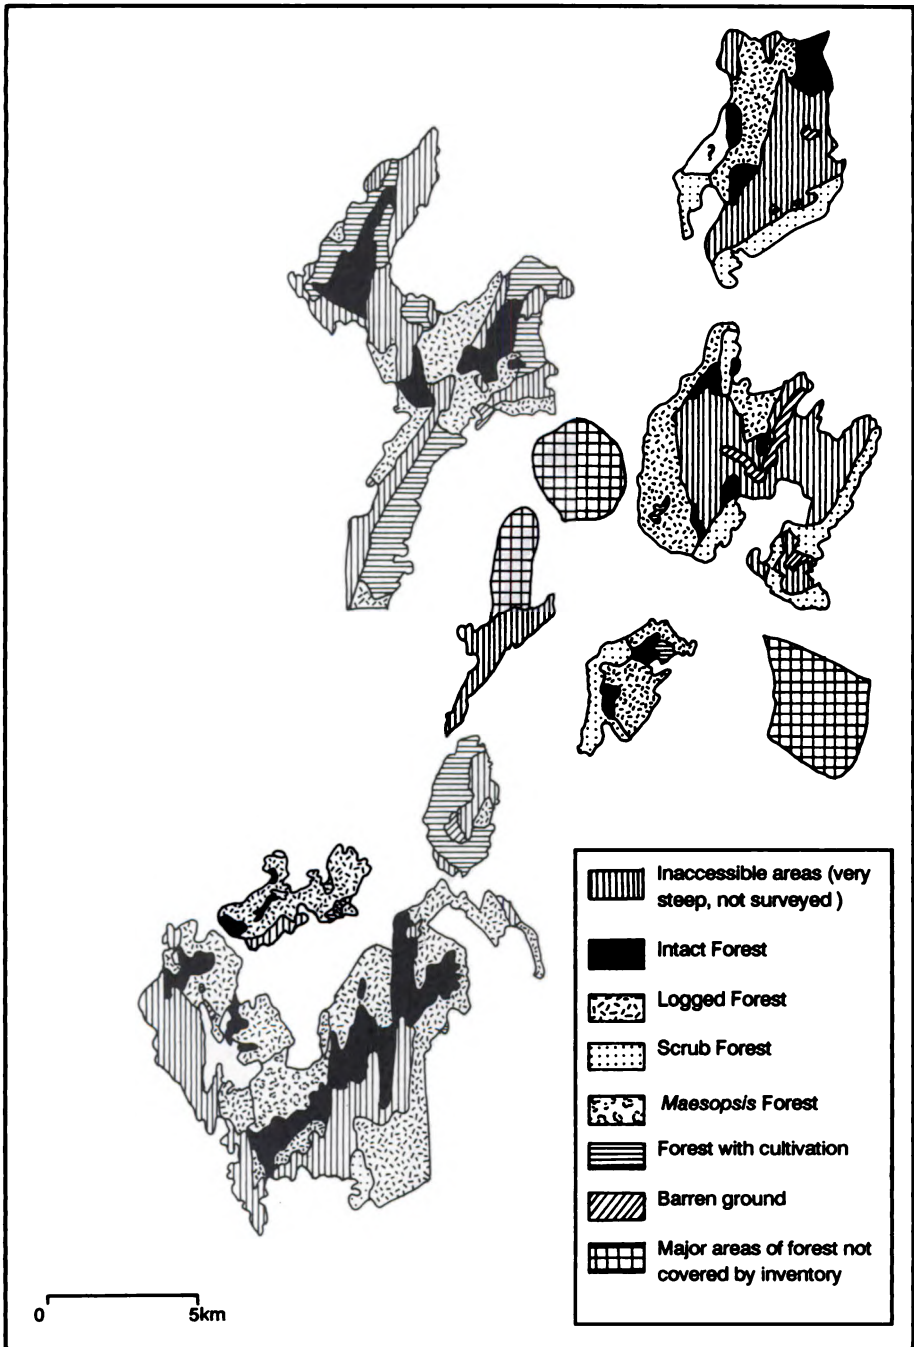 ?
Inaccessible areas (very
steep, not surveyed )
Intact Forest
Logged Forest
Scrub Forest
Maesopsis Forest
Forest with cultivation
Barren ground
Major areas of forest not
covered by inventory
0 5km